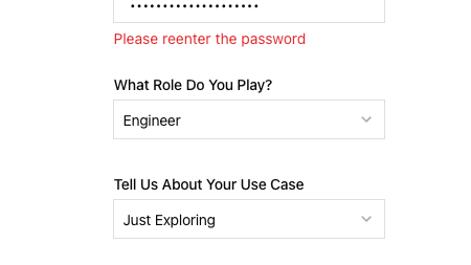 Please reenter the password
What Role Do You Play?
Engineer
Tell Us About Your Use Case
Just Exploring